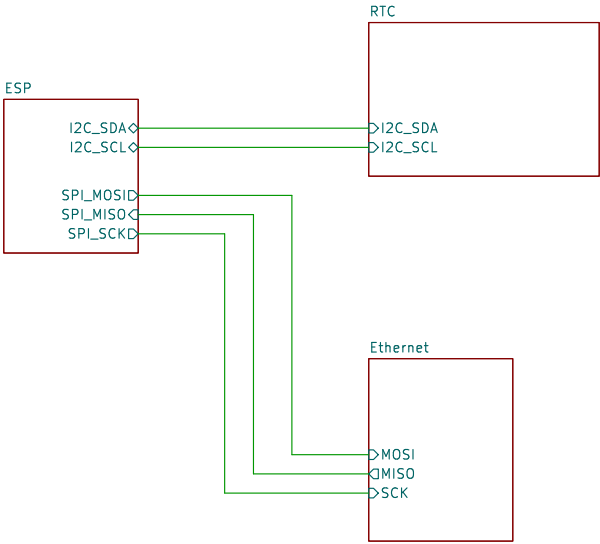 RTC
ESP
I2C_SDA
I2C_SCL
SPI_MOSI
SPI_MISO
SPI_SCK
I2C_SDA
I2C_SCL
Ethernet
MOSI
MISO
SCK